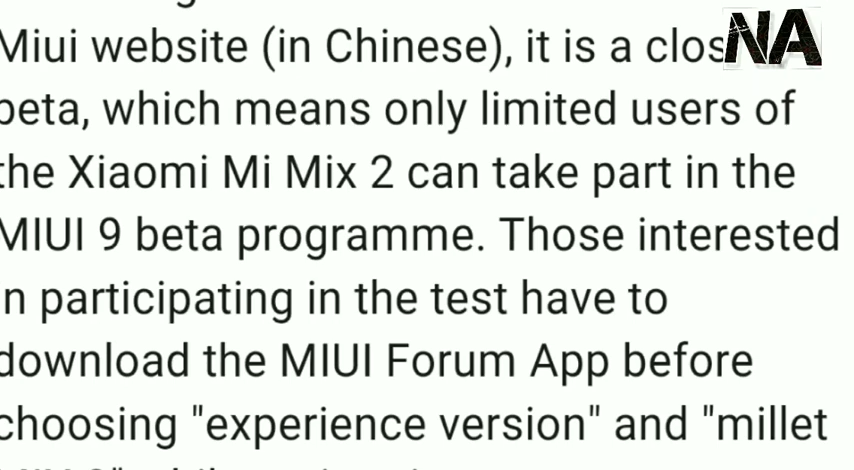 Miui website (in Chinese), it is a clos
NA
beta, which means only limited users of
the Xiaomi Mi Mix 2 can take part in the
MIUI 9 beta programme. Those interested
in participating in the test have to
download the MIUI Forum App before
choosing "experience version" and "millet